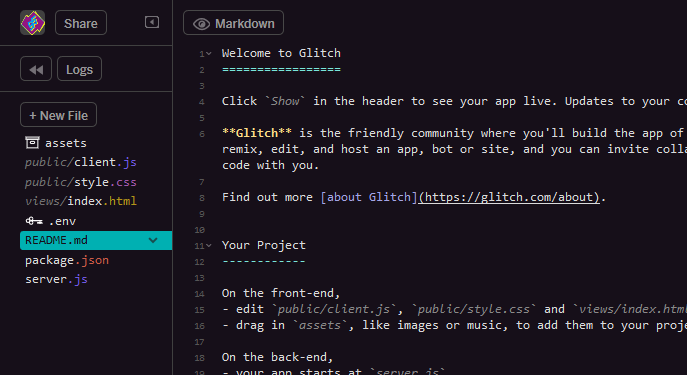 Share
Logs
+ New File
assets
public/client.js
public/style.css
views/index.html
.env
README.md
package.json
server.js
Markdown
1 Welcome to Glitch
2 =================
3
4 Click `Show` in the header to see your app live. Updates to your
5
6 **Glitch** is the friendly community where you'll build the app of
remix, edit, and host an app, bot or site, and you can invite
code with you.
7
8 Find out more [about Glitch](https://glitch.com/about).
9
10
11 Your Project
12 ------------
13
14 On the front-end,
15 - edit `public/client.js`, `public/style.css` and `views/index.html
16 - drag in `assets`, like images or music, to add them to your
17
18 On the back-end,
19 - your app starts at `server.js`